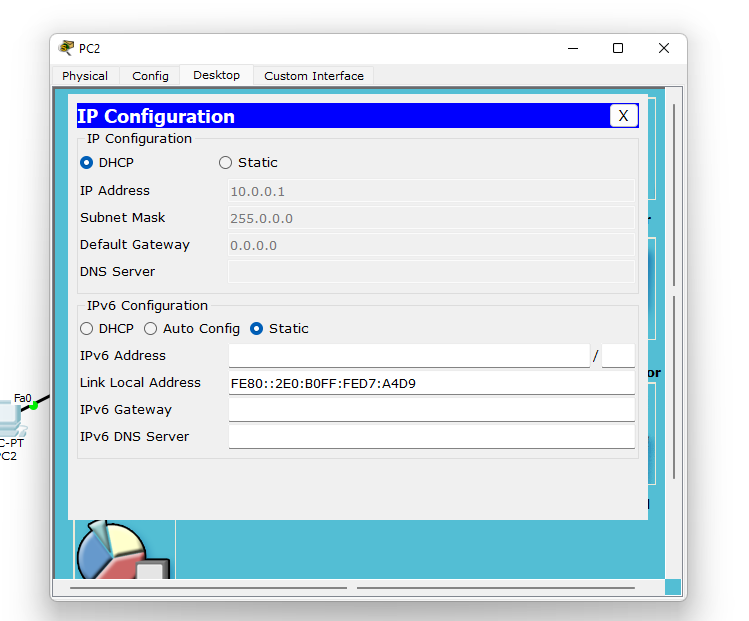 PC2
Physical Config Desktop Custom Interface
IP Configuration X
IP Configuration
DHCP Static
IP Address 10.0.0.1
Subnet Mask 255.0.0.0
Default Gateway 0.0.0.0
DNS Server
IPv6 Configuration
DHCP Auto Config Static
IPv6 Address /
Link Local Address FE80::2E0:B0FF:FED7:A4D9
IPv6 Gateway
IPv6 DNS Server
Fa0
C-PT
PC2
or